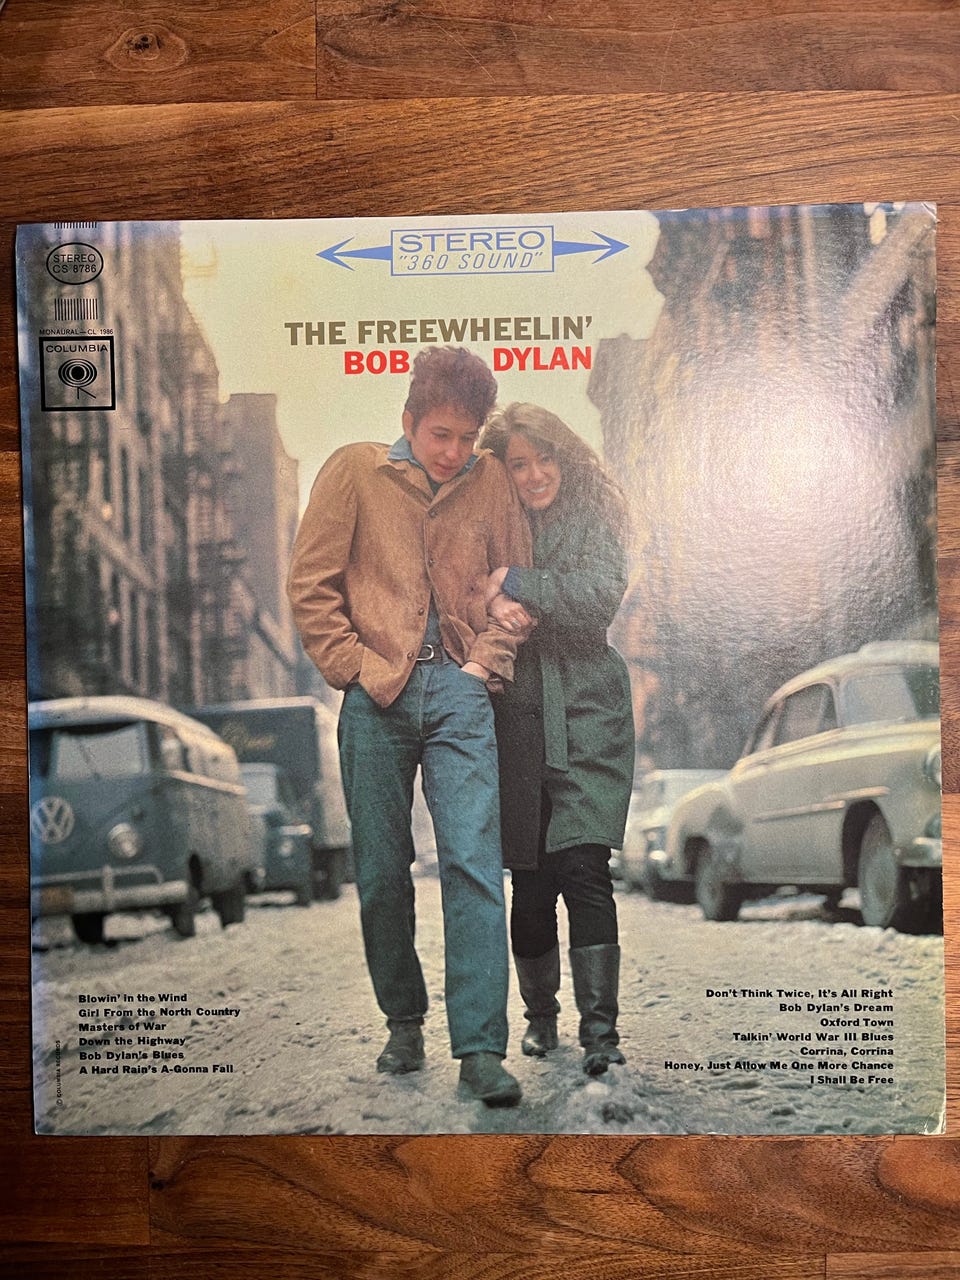 STEREO
CS 8786
MONAURAL—CL 1986
COLUMBIA
STEREO
"360 SOUND"
THE FREEWHEELIN'
BOB DYLAN
VW
Blowin' in the Wind
Girl From the North Country
Masters of War
Down the Highway
Bob Dylan's Blues
A Hard Rain's A-Gonna Fall
Don't Think Twice, It's All Right
Bob Dylan's Dream
Oxford Town
Talkin' World War III Blues
Corrina, Corrina
Honey, Just Allow Me One More Chance
I Shall Be Free
© COLUMBIA RECORDS